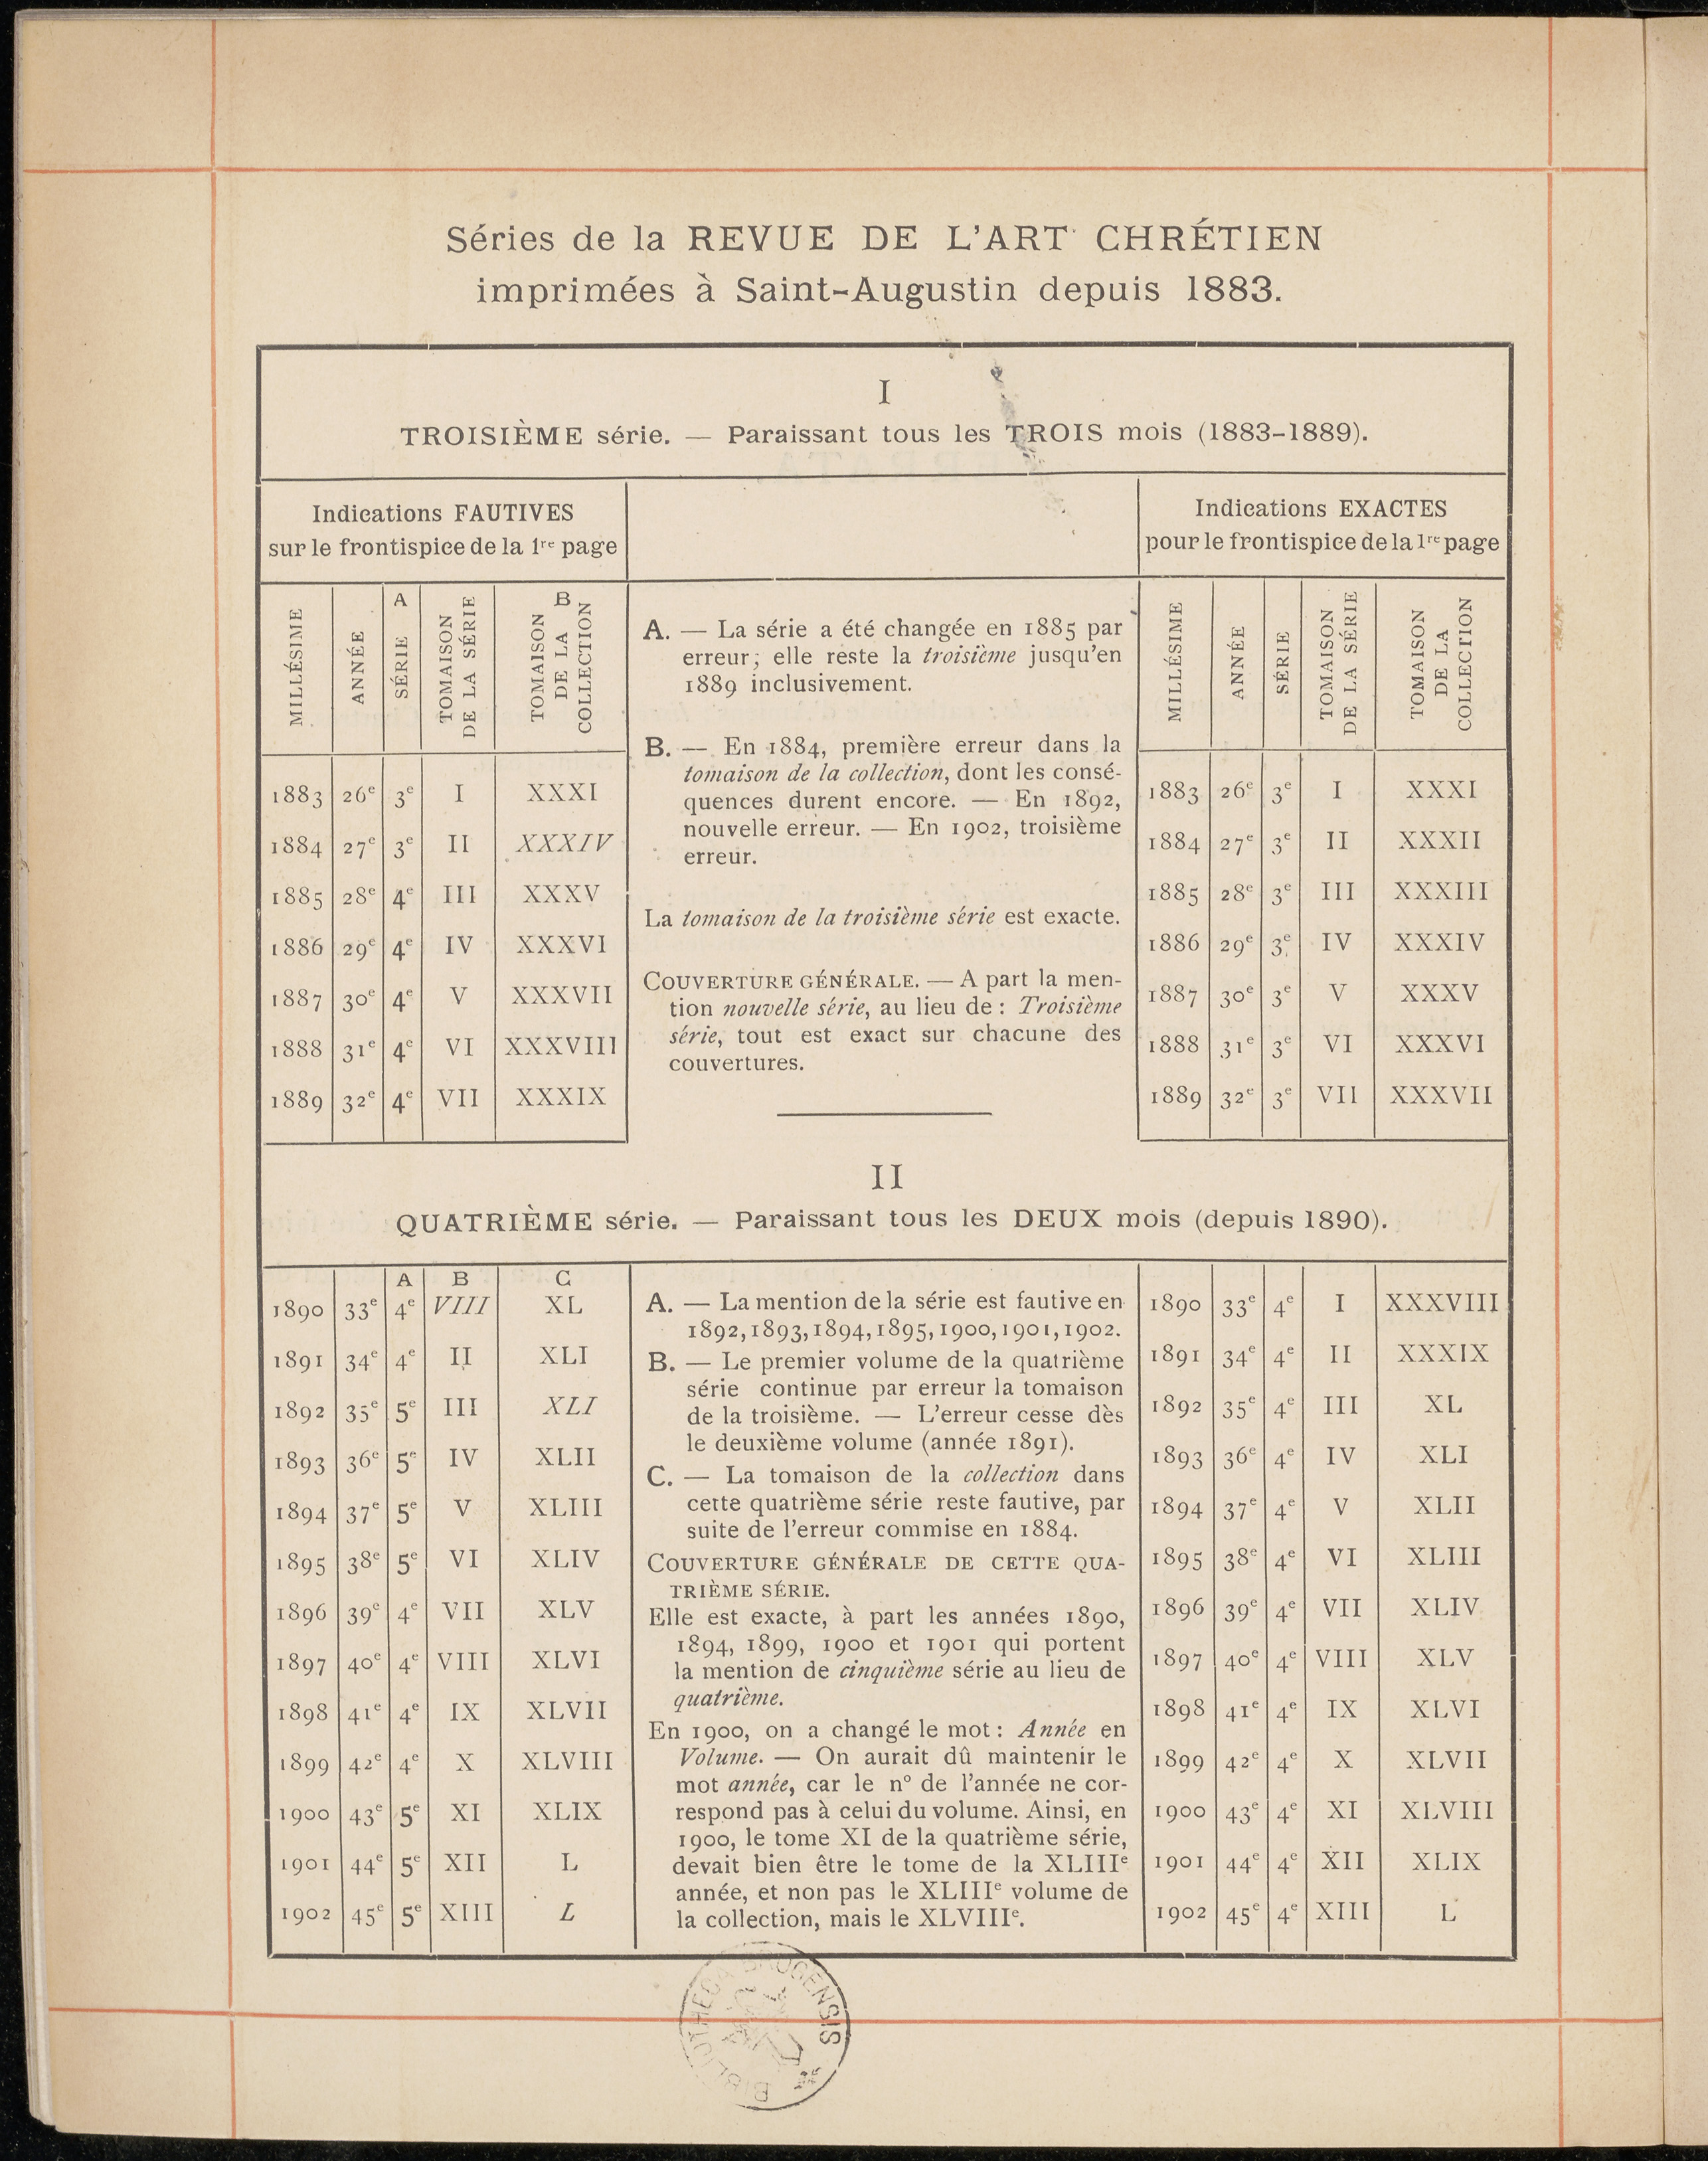 Séries de la REVUE DE L'ART CHRÉTIEN
imprimées à Saint-Augustin depuis 1883.
I
TROISIÈME série. — Paraissant tous les TROIS mois (1883-1889).
Indications FAUTIVES
sur le frontispice de la 1re page
Indications EXACTES
pour le frontispice de la 1re page
MILLÉSIME
ANNÉE
A
SÉRIE
TOMAISON
DE LA SÉRIE
B
TOMAISON
DE LA
COLLECTION
1883 26e 3e I XXXI
1884 27e 3e II XXXIV
1885 28e 4e III XXXV
1886 29e 4e IV XXXVI
1887 30e 4e V XXXVII
1888 31e 4e VI XXXVIII
1889 32e 4e VII XXXIX
A. — La série a été changée en 1885 par
erreur; elle reste la troisième jusqu'en
1889 inclusivement.
B. — En 1884, première erreur dans la
tomaison de la collection, dont les consé-
quences durent encore. — En 1892,
nouvelle erreur. — En 1902, troisième
erreur.
La tomaison de la troisième série est exacte.
COUVERTURE GÉNÉRALE. — A part la men-
tion nouvelle série, au lieu de : Troisième
série, tout est exact sur chacune des
couvertures.
MILLÉSIME
ANNÉE
SÉRIE
TOMAISON
DE LA SÉRIE
TOMAISON
DE LA
COLLECTION
1883 26e 3e I XXXI
1884 27e 3e II XXXII
1885 28e 3e III XXXIII
1886 29e 3e IV XXXIV
1887 30e 3e V XXXV
1888 31e 3e VI XXXVI
1889 32e 3e VII XXXVII
II
QUATRIÈME série. — Paraissant tous les DEUX mois (depuis 1890).
A B C
1890 33e 4e VIII XL
1891 34e 4e II XLI
1892 35e 5e III XLI
1893 36e 5e IV XLII
1894 37e 5e V XLIII
1895 38e 5e VI XLIV
1896 39e 4e VII XLV
1897 40e 4e VIII XLVI
1898 41e 4e IX XLVII
1899 42e 4e X XLVIII
1900 43e 5e XI XLIX
1901 44e 5e XII L
1902 45e 5e XIII L
A. — La mention de la série est fautive en
1892, 1893, 1894, 1895, 1900, 1901, 1902.
B. — Le premier volume de la quatrième
série continue par erreur la tomaison
de la troisième. — L'erreur cesse dès
le deuxième volume (année 1891).
C. — La tomaison de la collection dans
cette quatrième série reste fautive, par
suite de l'erreur commise en 1884.
COUVERTURE GÉNÉRALE DE CETTE QUA-
TRIÈME SÉRIE.
Elle est exacte, à part les années 1890,
1894, 1899, 1900 et 1901 qui portent
la mention de cinquième série au lieu de
quatrième.
En 1900, on a changé le mot : Année en
Volume. — On aurait dû maintenir le
mot année, car le n° de l'année ne cor-
respond pas à celui du volume. Ainsi, en
1900, le tome XI de la quatrième série,
devait bien être le tome de la XLIIIe
année, et non pas le XLIIIe volume de
la collection, mais le XLVIIIe.
1890 33e 4e I XXXVIII
1891 34e 4e II XXXIX
1892 35e 4e III XL
1893 36e 4e IV XLI
1894 37e 4e V XLII
1895 38e 4e VI XLIII
1896 39e 4e VII XLIV
1897 40e 4e VIII XLV
1898 41e 4e IX XLVI
1899 42e 4e X XLVII
1900 43e 4e XI XLVIII
1901 44e 4e XII XLIX
1902 45e 4e XIII L
BIBLIOTHECA BRUGENSIS